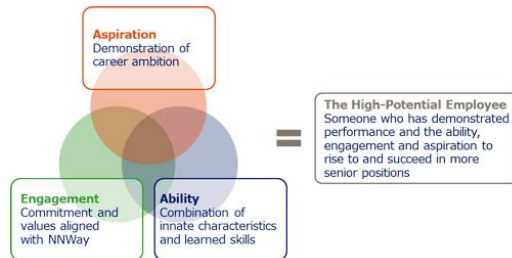 Aspiration
Demonstration of
career ambition
=
The High-Potential Employee
Someone who has demonstrated
performance and the ability,
engagement and aspiration to
rise to and succeed in more
senior positions
Engagement
Commitment and
values aligned
with NNWay
Ability
Combination of
innate characteristics
and learned skills